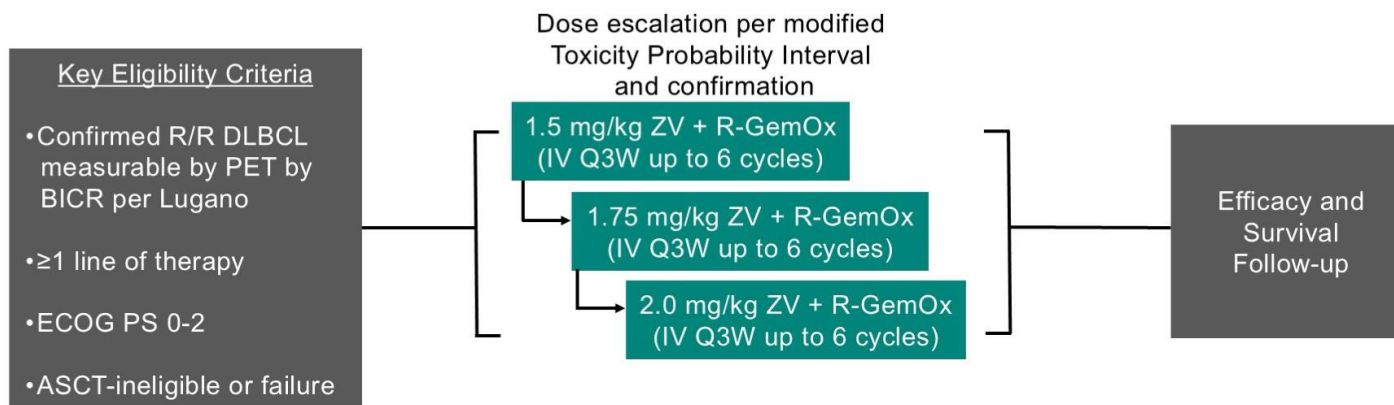 Key Eligibility Criteria
•Confirmed R/R DLBCL
measurable by PET by
BICR per Lugano
•≥1 line of therapy
•ECOG PS 0-2
•ASCT-ineligible or failure
Dose escalation per modified
Toxicity Probability Interval
and confirmation
1.5 mg/kg ZV + R-GemOx
(IV Q3W up to 6 cycles)
1.75 mg/kg ZV + R-GemOx
(IV Q3W up to 6 cycles)
2.0 mg/kg ZV + R-GemOx
(IV Q3W up to 6 cycles)
Efficacy and
Survival
Follow-up